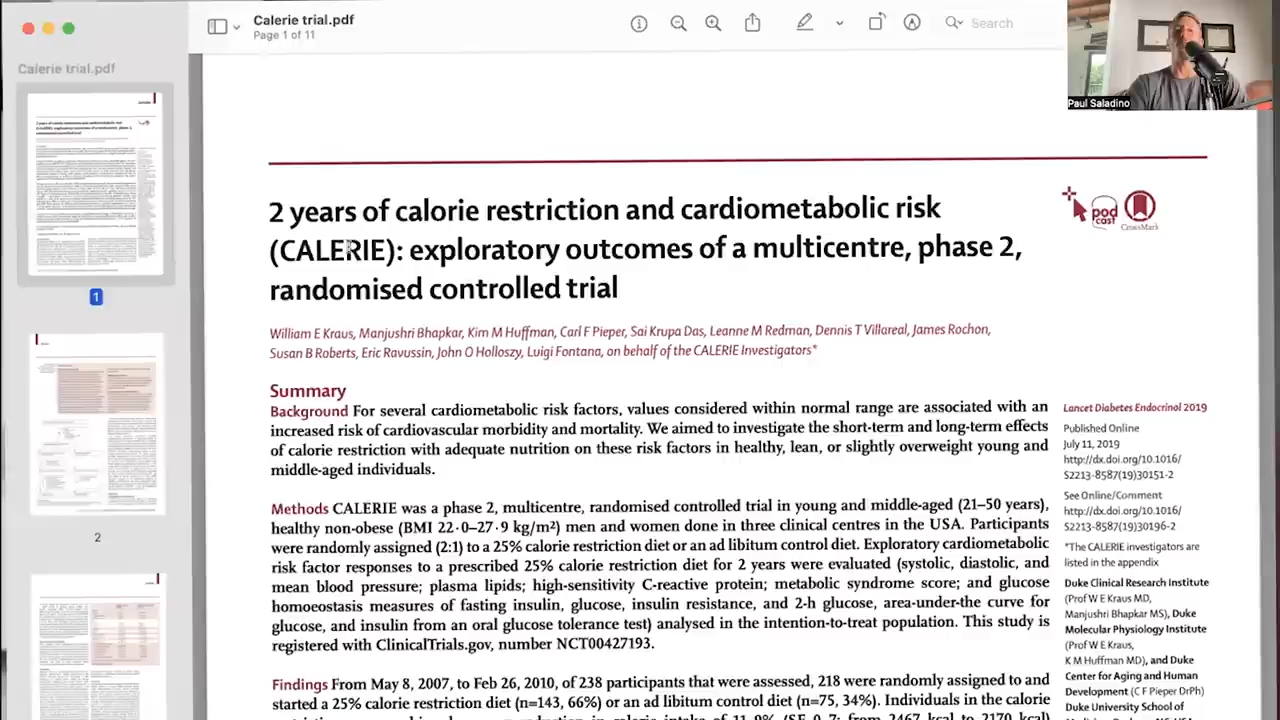 Calerie trial.pdf
Page 1 of 11
Search
Calerie trial.pdf
Paul Saladino
1
2
2 years of calorie restriction and cardiometabolic risk
(CALERIE): exploratory outcomes of a multicentre, phase 2,
randomised controlled trial
pod
cast
CrossMark
William E Kraus, Manjushri Bhapkar, Kim M Huffman, Carl F Pieper, Sai Krupa Das, Leanne M Redman, Dennis T Villareal, James Rochon,
Susan B Roberts, Eric Ravussin, John O Holloszy, Luigi Fontana, on behalf of the CALERIE Investigators*
Summary
Background For several cardiometabolic risk factors, values considered within normal range are associated with an
increased risk of cardiovascular morbidity and mortality. We aimed to investigate the short-term and long-term effects
of calorie restriction with adequate nutrition on these risk factors in healthy, lean, or slightly overweight young and
middle-aged individuals.
Methods CALERIE was a phase 2, multicentre, randomised controlled trial in young and middle-aged (21–50 years),
healthy non-obese (BMI 22·0–27·9 kg/m²) men and women done in three clinical centres in the USA. Participants
were randomly assigned (2:1) to a 25% calorie restriction diet or an ad libitum control diet. Exploratory cardiometabolic
risk factor responses to a prescribed 25% calorie restriction diet for 2 years were evaluated (systolic, diastolic, and
mean blood pressure; plasma lipids; high-sensitivity C-reactive protein; metabolic syndrome score; and glucose
homoeostasis measures of fasting insulin, glucose, insulin resistance, and 2-h glucose, area-under-the curve for
glucose, and insulin from an oral glucose tolerance test) analysed in the intention-to-treat population. This study is
registered with ClinicalTrials.gov, number NCT00427193.
Findings From May 8, 2007, to Feb 26, 2010, of 238 participants that were assessed, 218 were randomly assigned to and
started a 25% calorie restriction diet (n=143, 66%) or an ad libitum control diet (n=75, 34%). Individuals in the calorie
Lancet Diabetes Endocrinol 2019
Published Online
July 11, 2019
http://dx.doi.org/10.1016/
S2213-8587(19)30151-2
See Online/Comment
http://dx.doi.org/10.1016/
S2213-8587(19)30196-2
*The CALERIE investigators are
listed in the appendix
Duke Clinical Research Institute
(Prof W E Kraus MD,
Manjushri Bhapkar MS), Duke
Molecular Physiology Institute
(Prof W E Kraus,
K M Huffman MD), and Duke
Center for Aging and Human
Development (C F Pieper DrPh)
Duke University School of